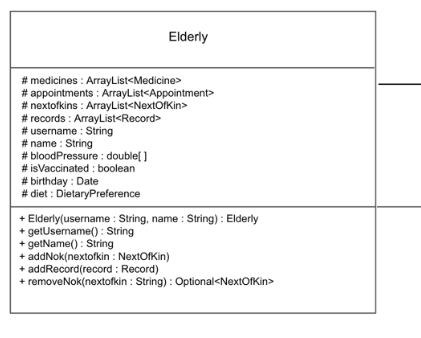 Elderly
# medicines : ArrayList<Medicine>
# appointments : ArrayList<Appointment>
# nextofkins : ArrayList<NextOfKin>
# records : ArrayList<Record>
# username : String
# name : String
# bloodPressure : double[ ]
# isVaccinated : boolean
# birthday : Date
# diet : DietaryPreference
+ Elderly(username : String, name : String) : Elderly
+ getUsername() : String
+ getName() : String
+ addNok(nextofkin : NextOfKin)
+ addRecord(record : Record)
+ removeNok(nextofkin : String) : Optional<NextOfKin>